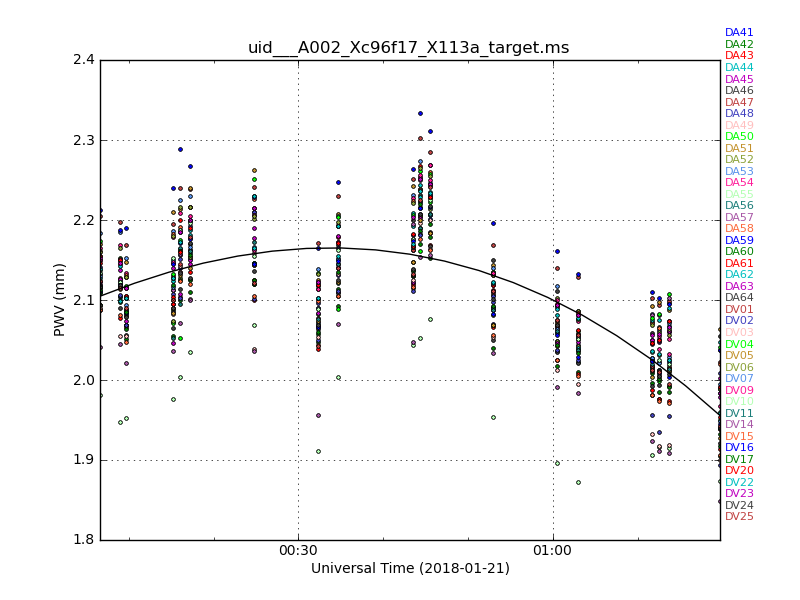 uid___A002_Xc96f17_X113a_target.ms
2.4
2.3
2.2
2.1
2.0
1.9
1.8
PWV (mm)
00:30
01:00
Universal Time (2018-01-21)
DA41
DA42
DA43
DA44
DA45
DA46
DA47
DA48
DA49
DA50
DA51
DA52
DA53
DA54
DA55
DA56
DA57
DA58
DA59
DA60
DA61
DA62
DA63
DA64
DV01
DV02
DV03
DV04
DV05
DV06
DV07
DV09
DV10
DV11
DV14
DV15
DV16
DV17
DV20
DV22
DV23
DV24
DV25